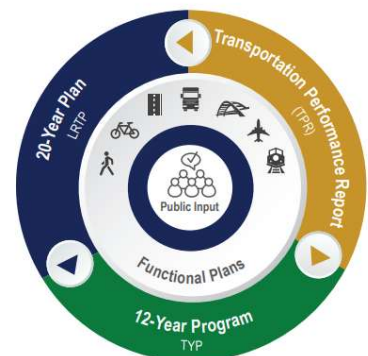 20-Year Plan
LRTP
Transportation Performance Report
(TPR)
Public Input
Functional Plans
12-Year Program
TYP